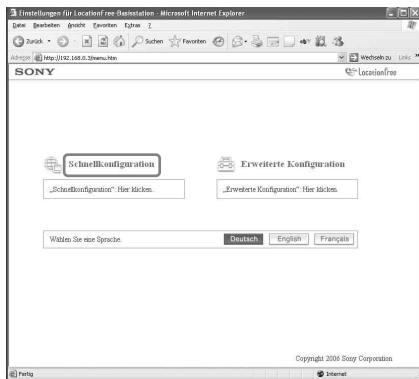 Einstellungen für LocationFree-Basisstation - Microsoft Internet Explorer
Datei Bearbeiten Ansicht Favoriten Extras ?
Zurück Suchen Favoriten
Adresse http://192.168.0.3/menu.htm Wechseln zu Links »
SONY LocationFree
Schnellkonfiguration Erweiterte Konfiguration
„Schnellkonfiguration": Hier klicken. „Erweiterte Konfiguration": Hier klicken.
Wählen Sie eine Sprache. Deutsch English Français
Copyright 2006 Sony Corporation
Fertig Internet